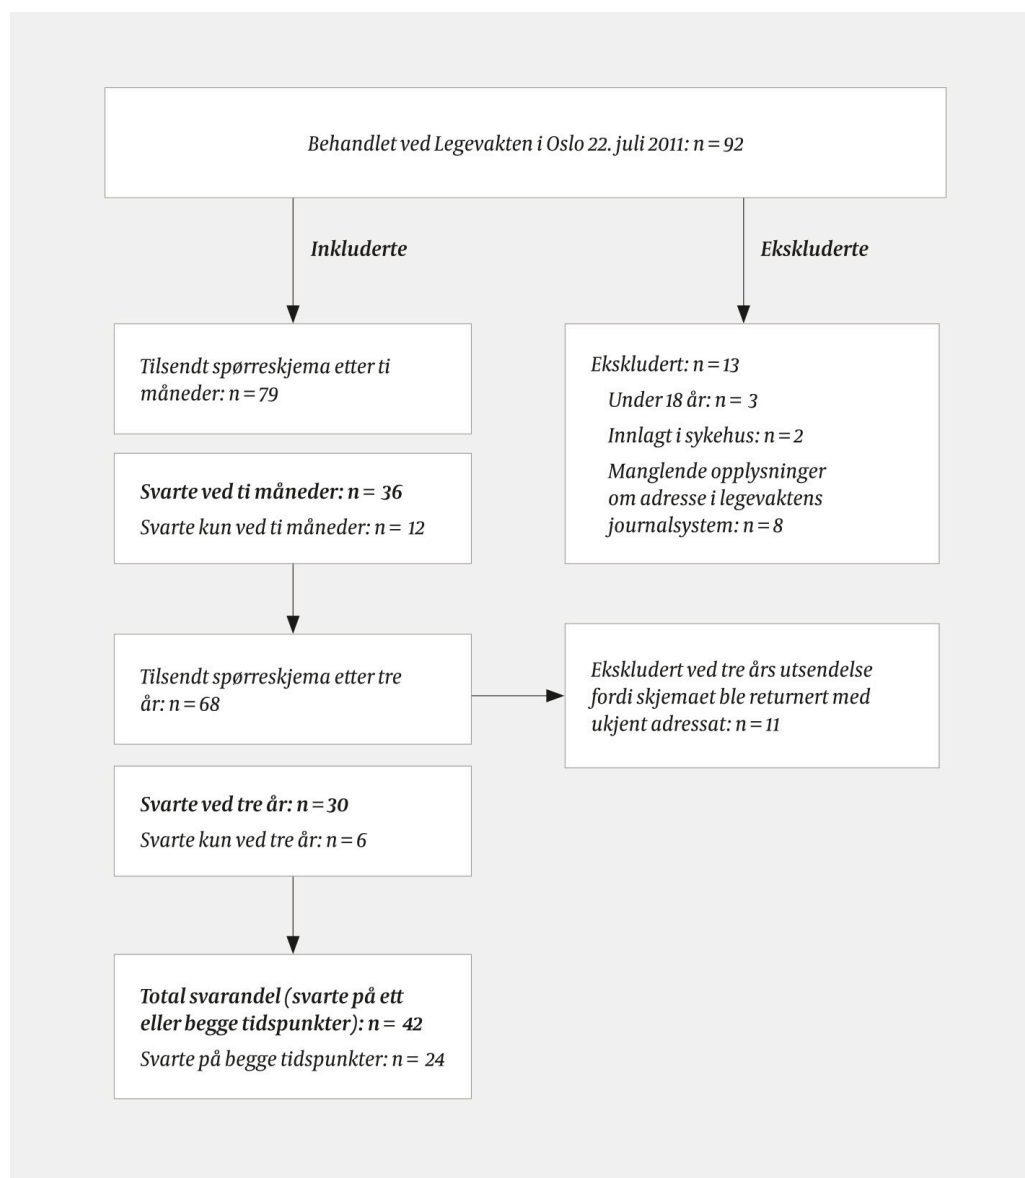 Behandlet ved Legevakten i Oslo 22. juli 2011: n = 92
Inkluderte
Ekskluderte
Tilsendt spørreskjema etter ti
måneder: n = 79
Ekskludert: n = 13
Under 18 år: n = 3
Innlagt i sykehus: n = 2
Manglende opplysninger
om adresse i legevaktens
journalsystem: n = 8
Svarte ved ti måneder: n = 36
Svarte kun ved ti måneder: n = 12
Tilsendt spørreskjema etter tre
år: n = 68
Ekskludert ved tre års utsendelse
fordi skjemaet ble returnert med
ukjent adressat: n = 11
Svarte ved tre år: n = 30
Svarte kun ved tre år: n = 6
Total svarandel (svarte på ett
eller begge tidspunkter): n = 42
Svarte på begge tidspunkter: n = 24